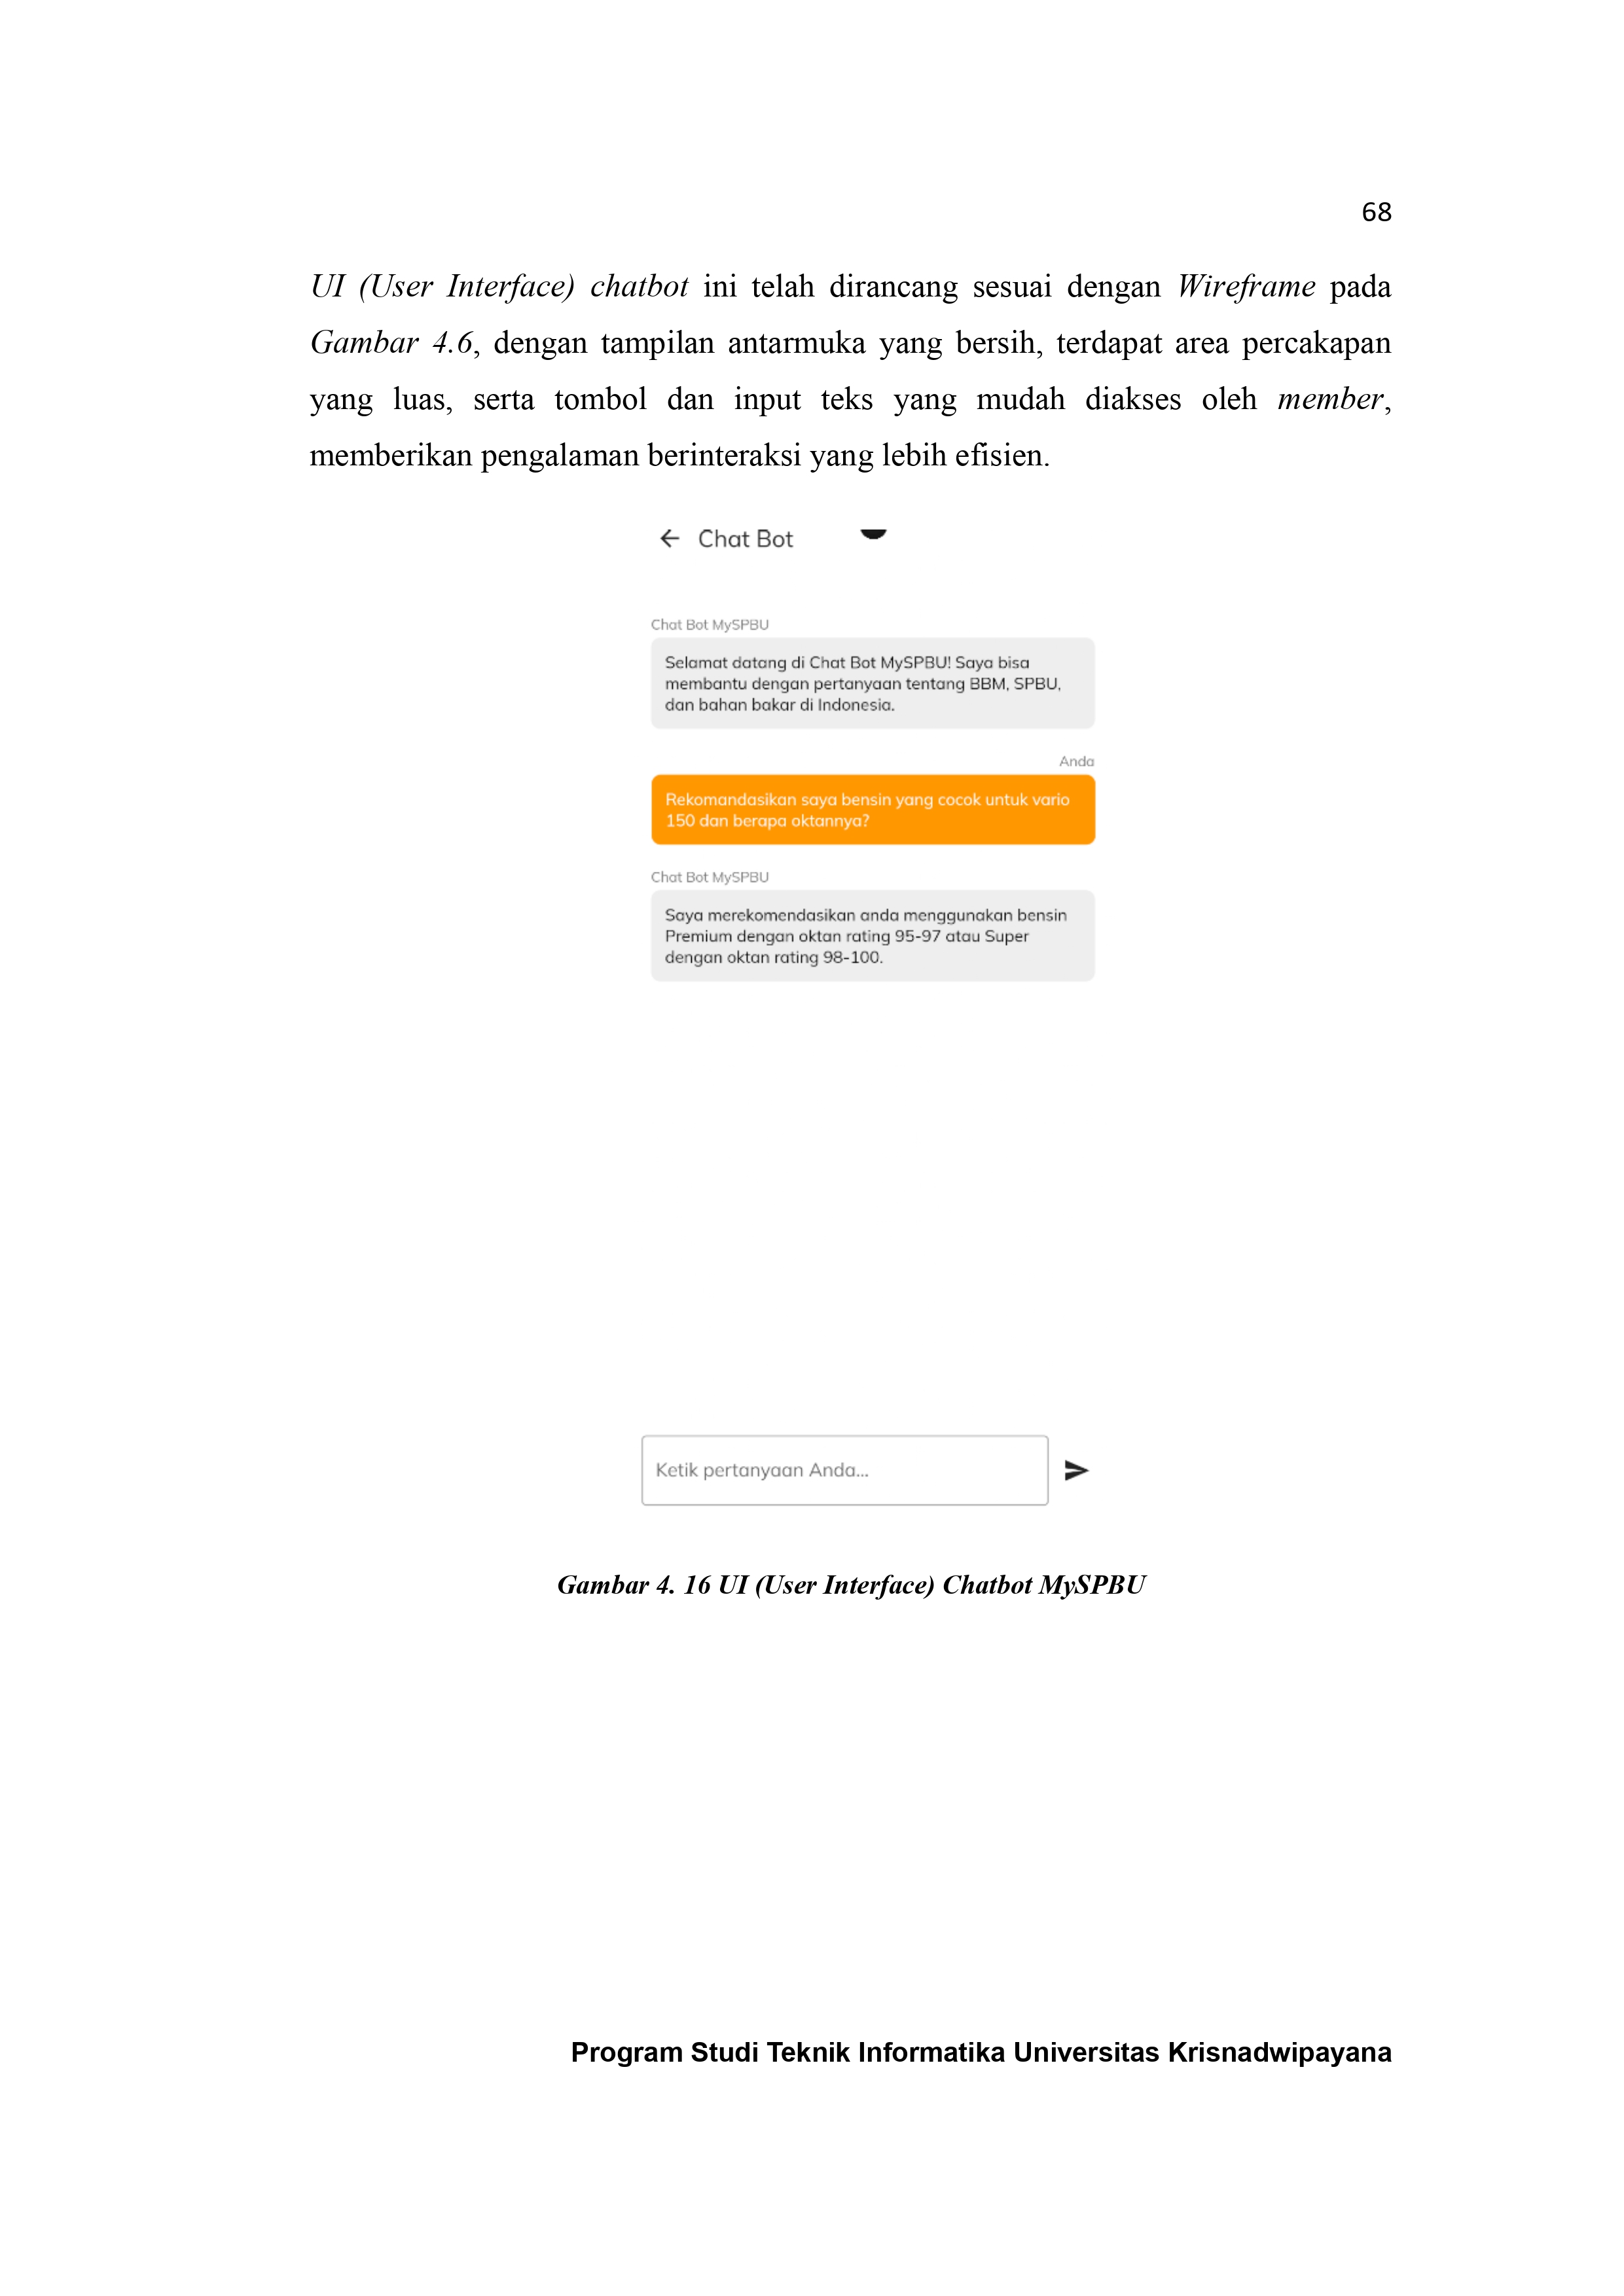 68
UI (User Interface) chatbot ini telah dirancang sesuai dengan Wireframe pada
Gambar 4.6, dengan tampilan antarmuka yang bersih, terdapat area percakapan
yang luas, serta tombol dan input teks yang mudah diakses oleh member,
memberikan pengalaman berinteraksi yang lebih efisien.
Chat Bot
Chat Bot MySPBU
Selamat datang di Chat Bot MySPBU! Saya bisa
membantu dengan pertanyaan tentang BBM, SPBU,
dan bahan bakar di Indonesia.
Anda
Rekomandasikan saya bensin yang cocok untuk vario
150 dan berapa oktannya?
Chat Bot MySPBU
Saya merekomendasikan anda menggunakan bensin
Premium dengan oktan rating 95-97 atau Super
dengan oktan rating 98-100.
Ketik pertanyaan Anda...
Gambar 4. 16 UI (User Interface) Chatbot MySPBU
Program Studi Teknik Informatika Universitas Krisnadwipayana